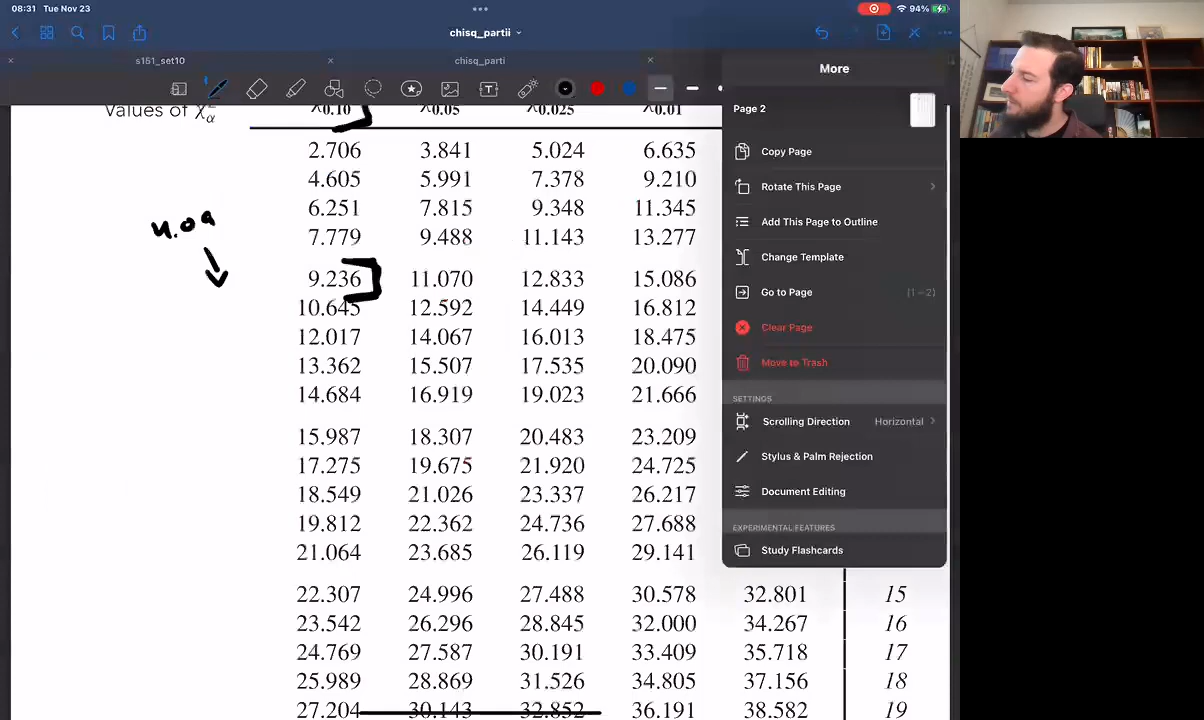 08:31 Tue Nov 23
94%
chisq_partii
s151_set10
chisq_parti
Values of χ²α
χ0.10 χ0.05 χ0.025 χ0.01
2.706 3.841 5.024 6.635
4.605 5.991 7.378 9.210
6.251 7.815 9.348 11.345
7.779 9.488 11.143 13.277
4.09
9.236 11.070 12.833 15.086
10.645 12.592 14.449 16.812
12.017 14.067 16.013 18.475
13.362 15.507 17.535 20.090
14.684 16.919 19.023 21.666
15.987 18.307 20.483 23.209
17.275 19.675 21.920 24.725
18.549 21.026 23.337 26.217
19.812 22.362 24.736 27.688
21.064 23.685 26.119 29.141
22.307 24.996 27.488 30.578 32.801 15
23.542 26.296 28.845 32.000 34.267 16
24.769 27.587 30.191 33.409 35.718 17
25.989 28.869 31.526 34.805 37.156 18
27.204 30.143 32.852 36.191 38.582 19
More
Page 2
Copy Page
Rotate This Page
Add This Page to Outline
Change Template
Go to Page (1~2)
Clear Page
Move to Trash
SETTINGS
Scrolling Direction Horizontal
Stylus & Palm Rejection
Document Editing
EXPERIMENTAL FEATURES
Study Flashcards